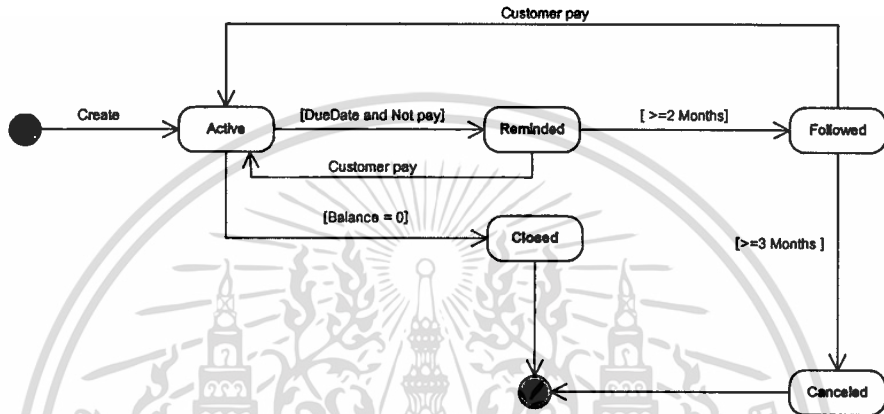 Customer pay
Create
Active
[DueDate and Not pay]
Reminded
[ >=2 Months]
Followed
Customer pay
[Balance = 0]
Closed
[>=3 Months ]
Canceled